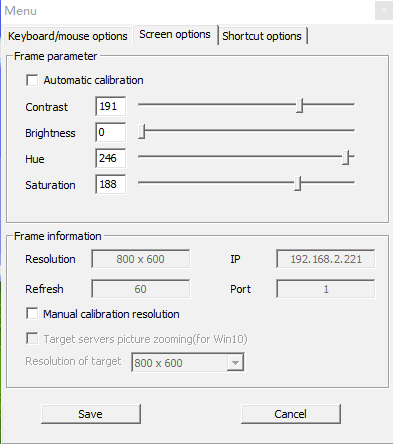 Menu
x
Keyboard/mouse options Screen options Shortcut options
Frame parameter
Automatic calibration
Contrast 191
Brightness 0
Hue 246
Saturation 188
Frame information
Resolution 800 x 600 IP 192.168.2.221
Refresh 60 Port 1
Manual calibration resolution
Target servers picture zooming(for Win10)
Resolution of target 800 x 600
Save Cancel